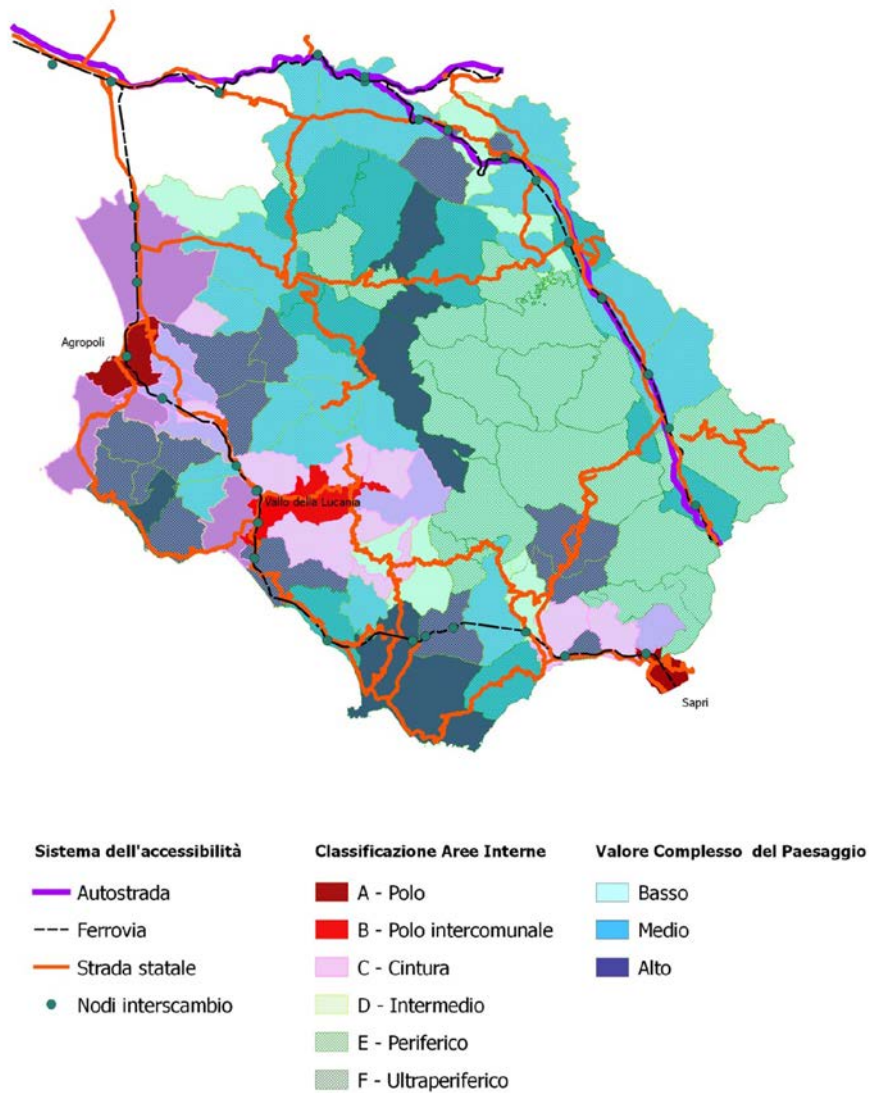 Agropoli
Vallo della Lucania
Sapri
Sistema dell'accessibilità
Autostrada
Ferrovia
Strada statale
Nodi interscambio
Classificazione Aree Interne
A - Polo
B - Polo intercomunale
C - Cintura
D - Intermedio
E - Periferico
F - Ultraperiferico
Valore Complesso del Paesaggio
Basso
Medio
Alto